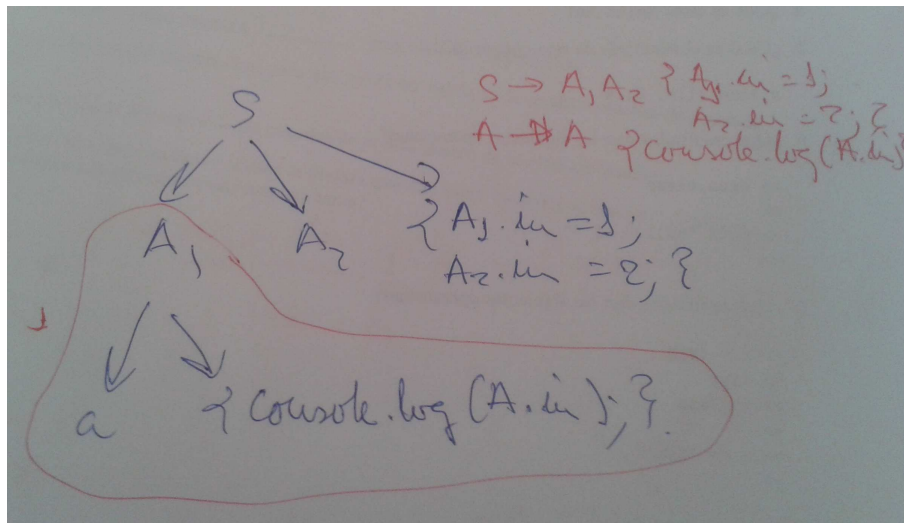 S → A₁ A₂ { A₁.in = 1;
A₂.in = 2; }
A → A { console.log(A.in)
S
A₁ A₂ { A₁.in = 1;
A₂.in = 2; }
1
a { console.log(A.in); }